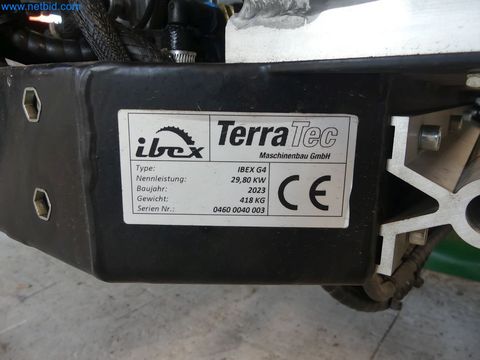 www.netbid.com
ibex TerraTec
Maschinenbau GmbH
Type: IBEX G4
Nennleistung: 29,80 KW
Baujahr: 2023
Gewicht: 418 KG
Serien Nr.: 0460 0040 003
CE